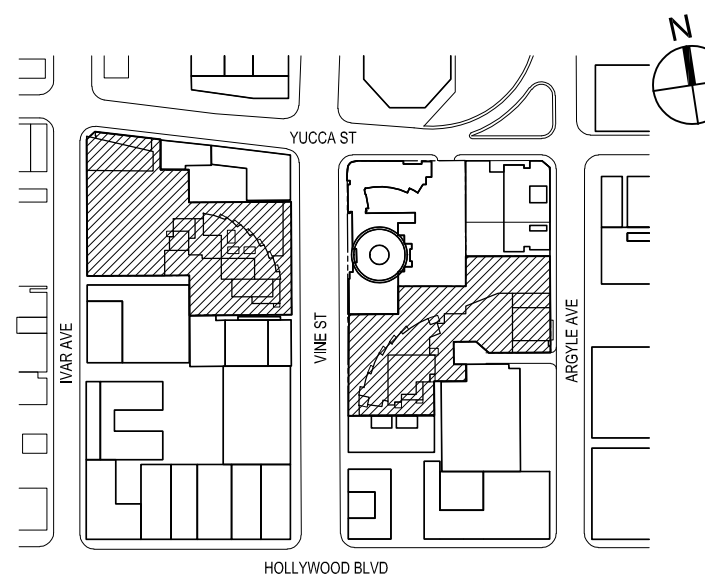 N
YUCCA ST
IVAR AVE
VINE ST
ARGYLE AVE
HOLLYWOOD BLVD